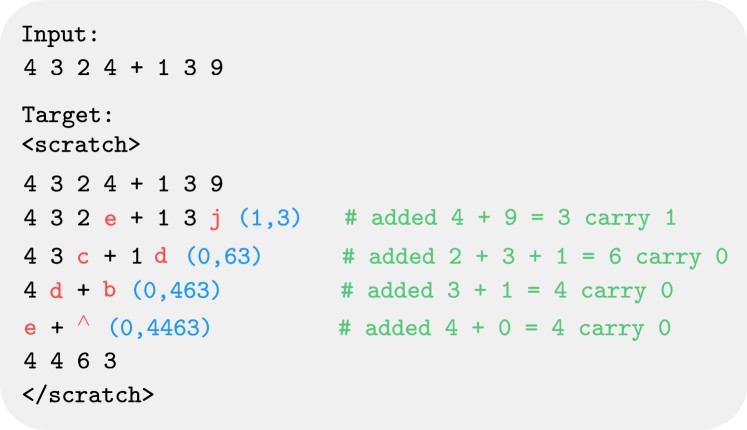 Input:
4 3 2 4 + 1 3 9
Target:
<scratch>
4 3 2 4 + 1 3 9
4 3 2 e + 1 3 j (1,3) # added 4 + 9 = 3 carry 1
4 3 c + 1 d (0,63) # added 2 + 3 + 1 = 6 carry 0
4 d + b (0,463) # added 3 + 1 = 4 carry 0
e + ^ (0,4463) # added 4 + 0 = 4 carry 0
4 4 6 3
</scratch>